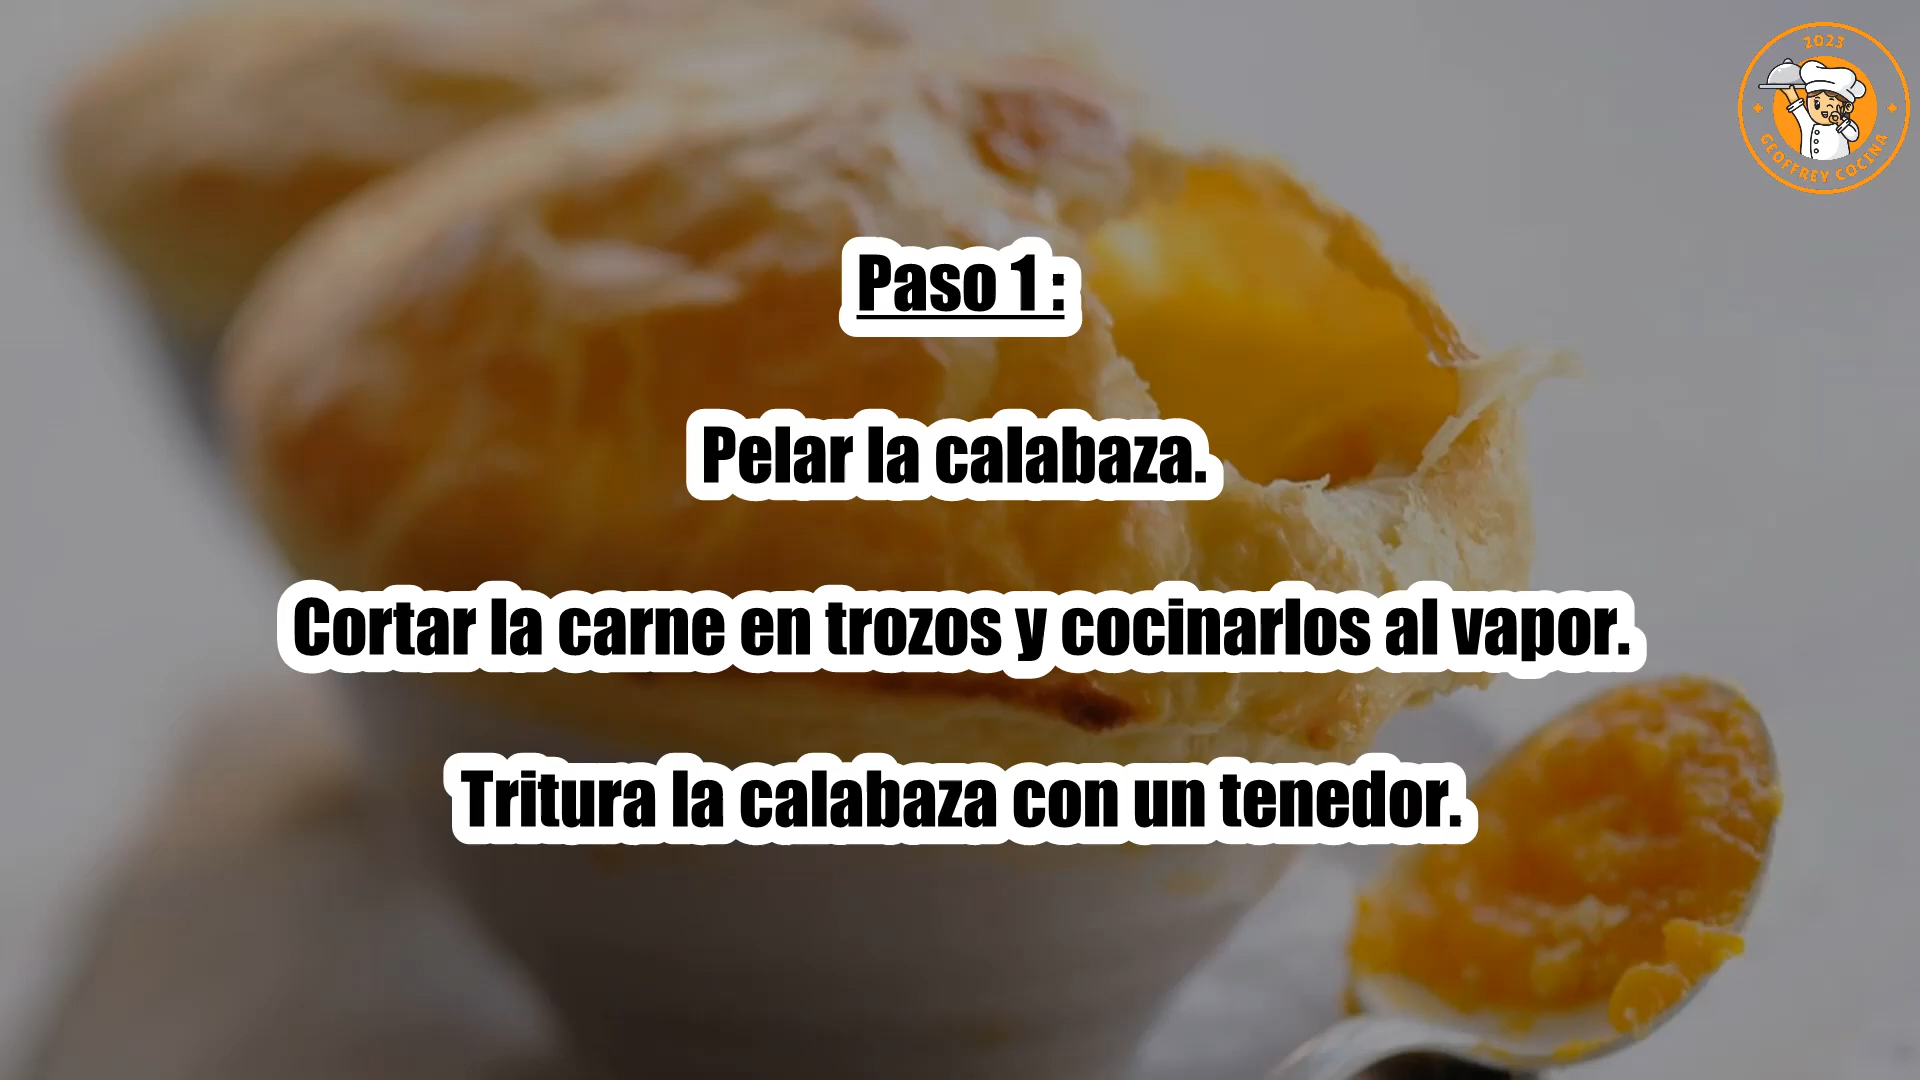 2023
GEOFFREY COCINA
Paso 1 :
Pelar la calabaza.
Cortar la carne en trozos y cocinarlos al vapor.
Tritura la calabaza con un tenedor.